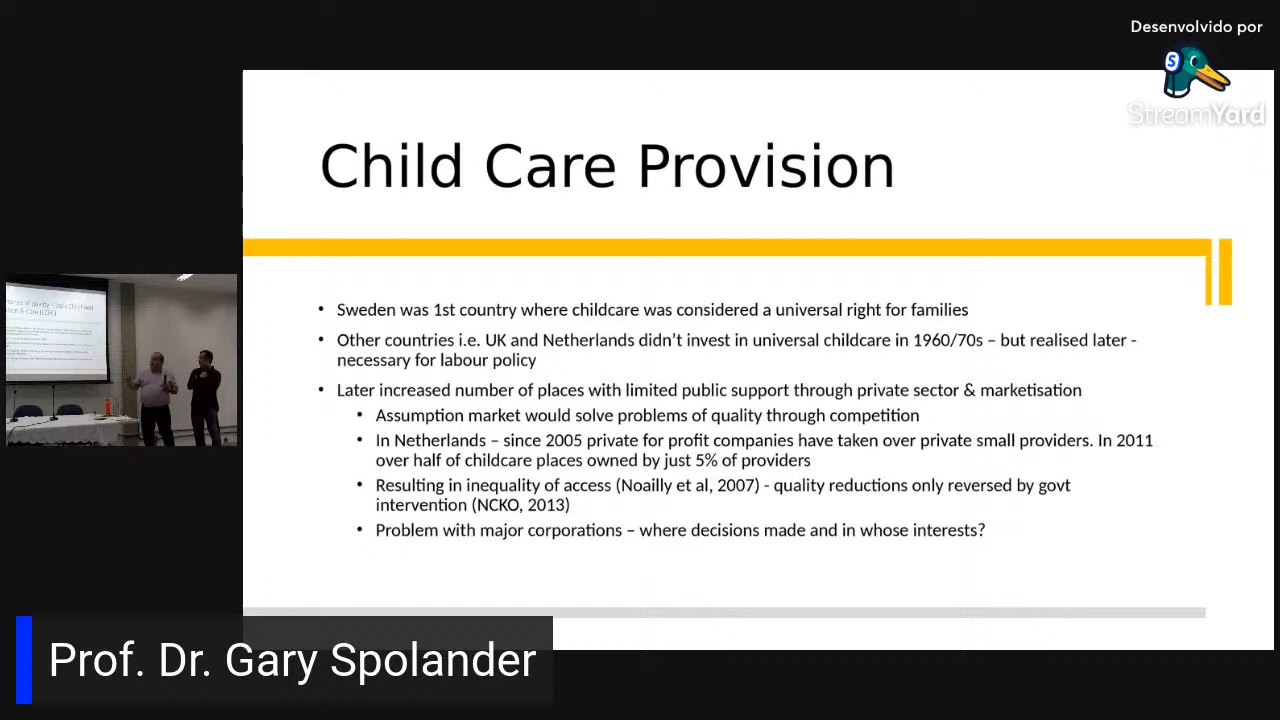 Desenvolvido por
StreamYard
Child Care Provision
• Sweden was 1st country where childcare was considered a universal right for families
• Other countries i.e. UK and Netherlands didn’t invest in universal childcare in 1960/70s – but realised later -
necessary for labour policy
• Later increased number of places with limited public support through private sector & marketisation
• Assumption market would solve problems of quality through competition
• In Netherlands – since 2005 private for profit companies have taken over private small providers. In 2011
over half of childcare places owned by just 5% of providers
• Resulting in inequality of access (Noailly et al, 2007) - quality reductions only reversed by govt
intervention (NCKO, 2013)
• Problem with major corporations – where decisions made and in whose interests?
Prof. Dr. Gary Spolander